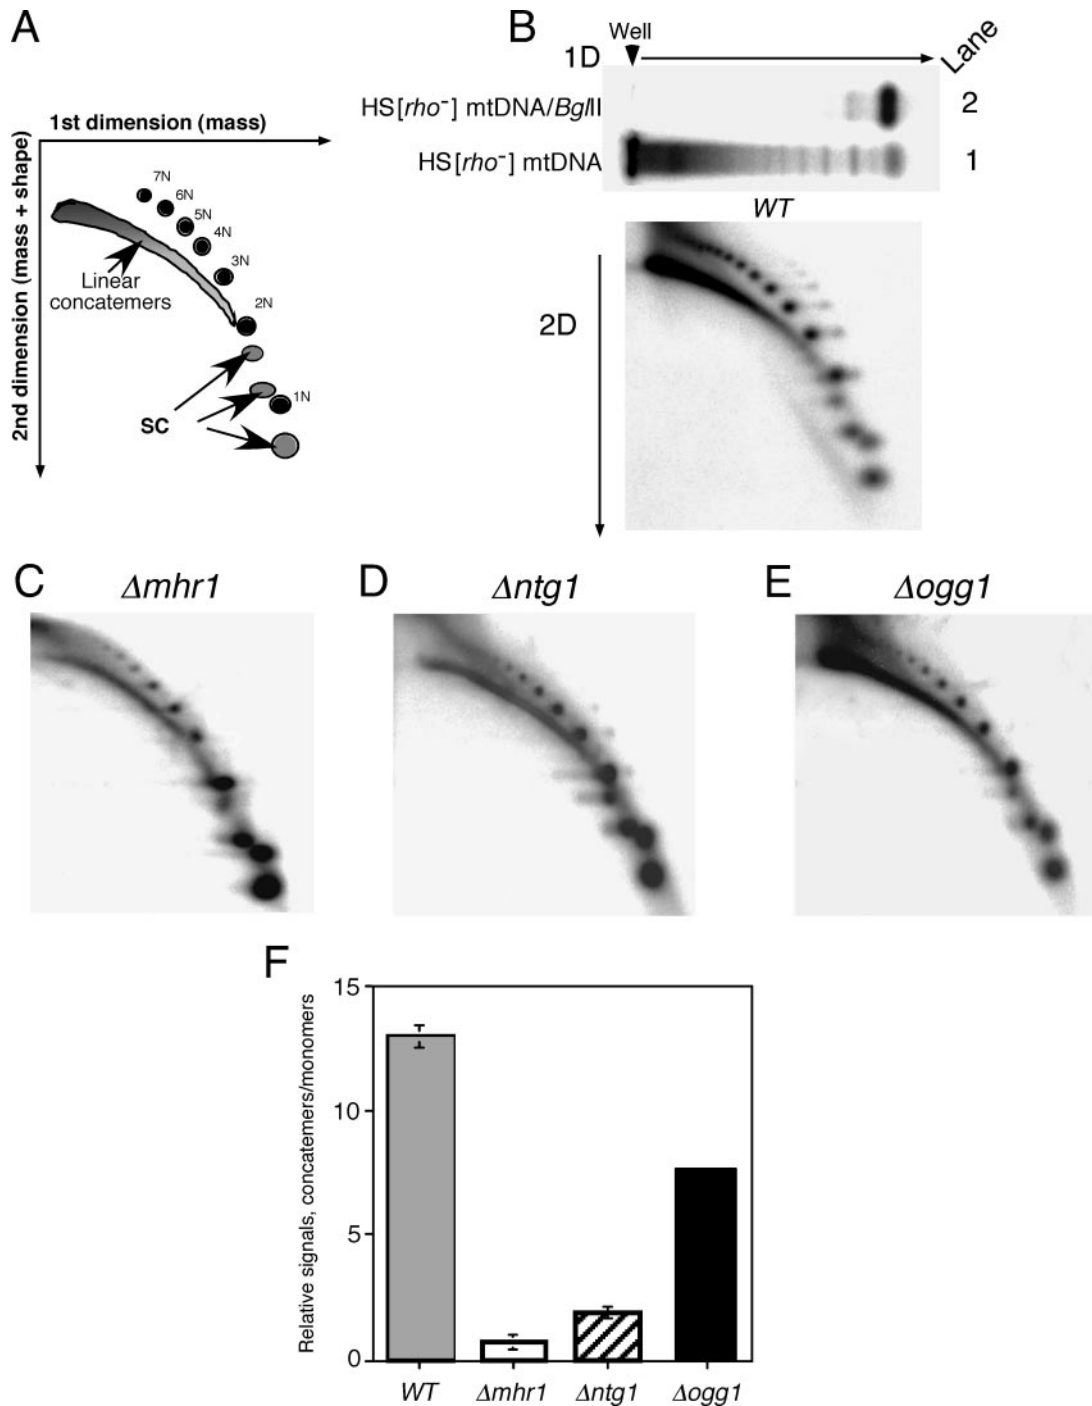 A
1st dimension (mass)
2nd dimension (mass + shape)
7N
6N
5N
4N
3N
2N
1N
Linear
concatemers
SC
B
Well
1D
Lane
HS[rho⁻] mtDNA/BglII
2
HS[rho⁻] mtDNA
1
WT
2D
C
Δmhr1
D
Δntg1
E
Δogg1
F
Relative signals, concatemers/monomers
15
10
5
0
WT
Δmhr1
Δntg1
Δogg1